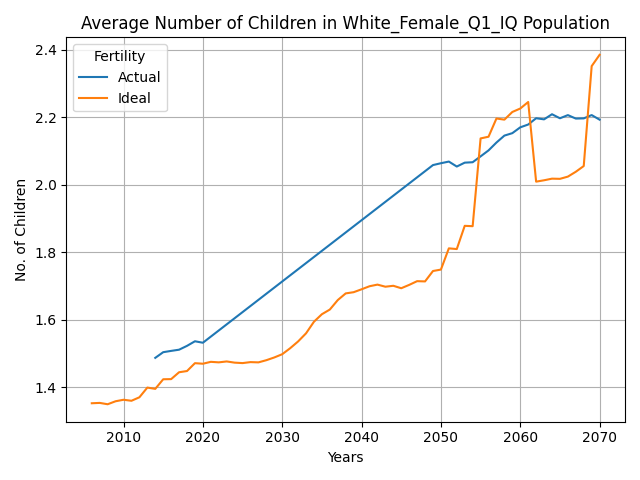 Average Number of Children in White_Female_Q1_IQ Population
Fertility
Actual
Ideal
No. of Children
2.4
2.2
2.0
1.8
1.6
1.4
2010 2020 2030 2040 2050 2060 2070
Years